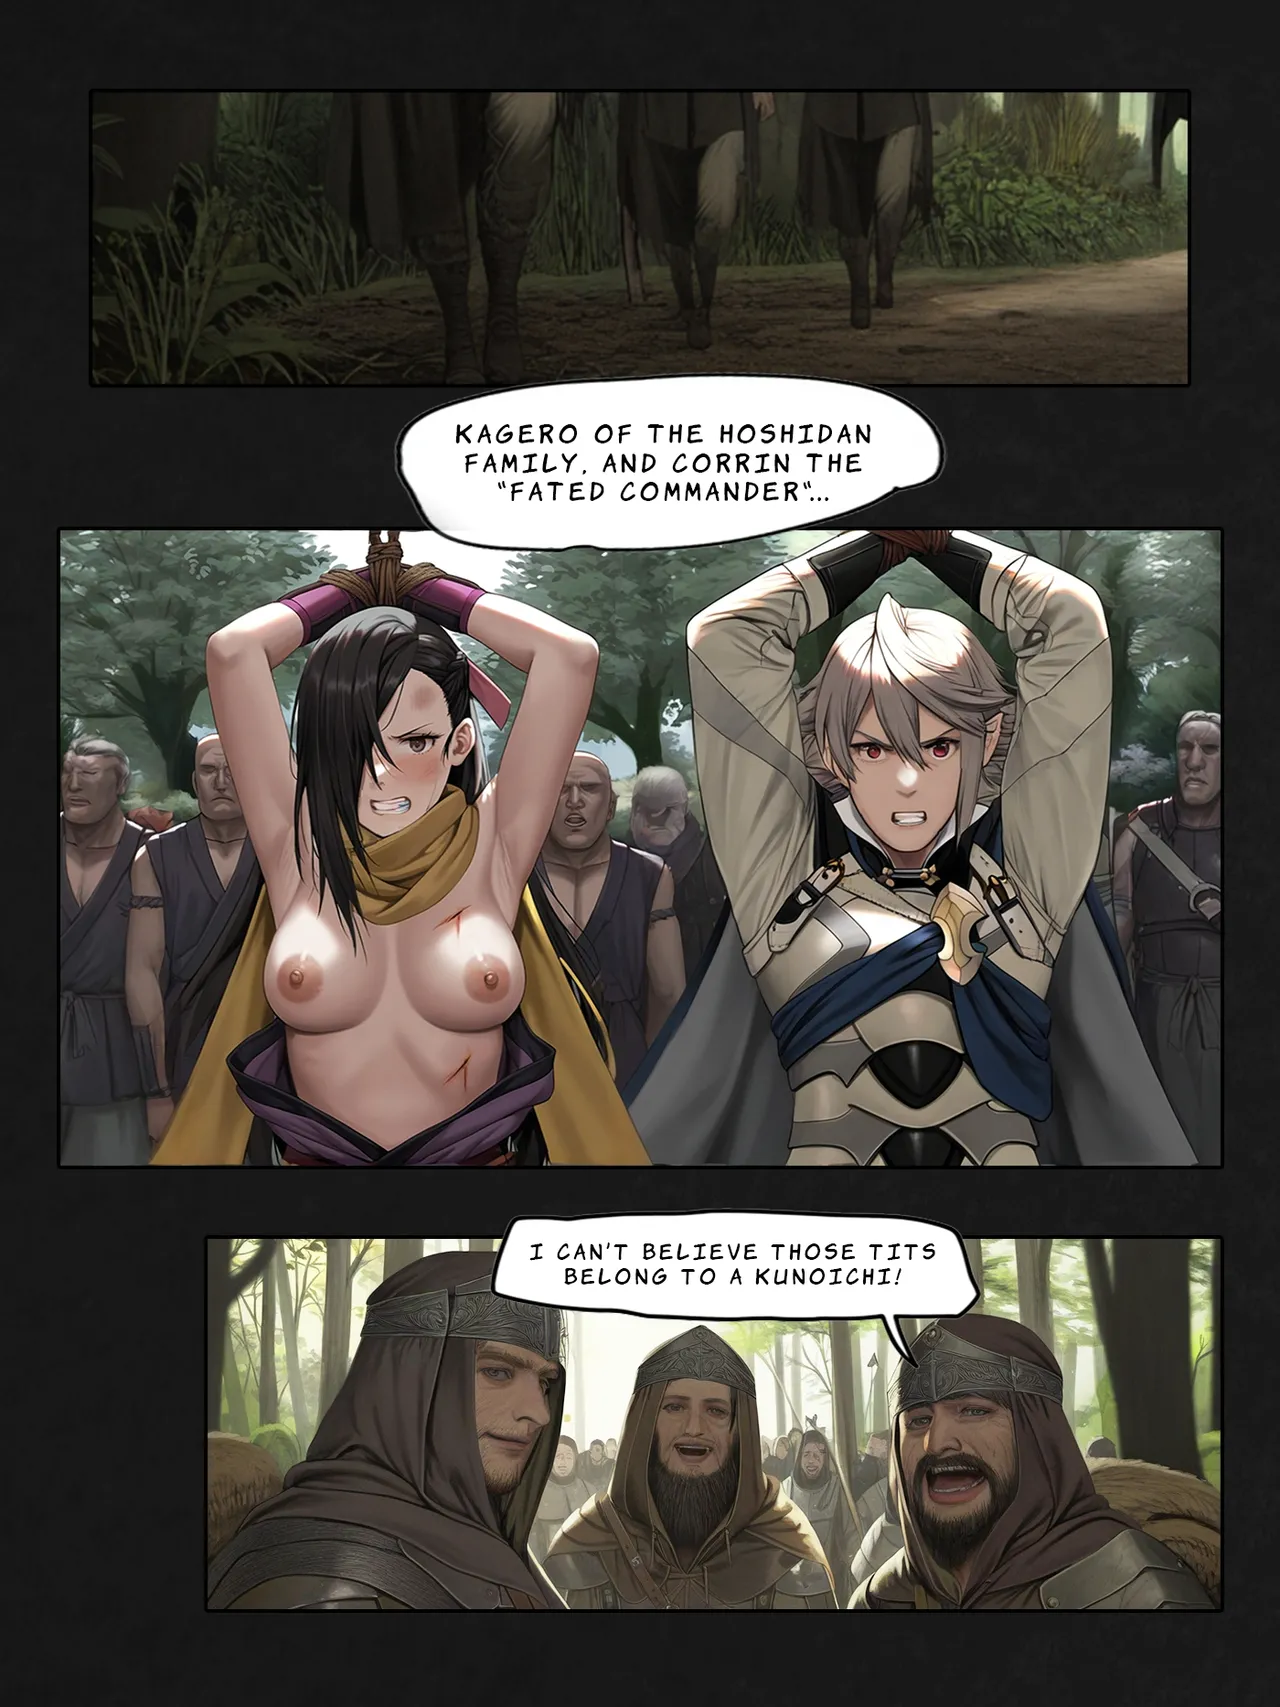 KAGERO OF THE HOSHIDAN
FAMILY, AND CORRIN THE
"FATED COMMANDER"...
I CAN'T BELIEVE THOSE TITS
BELONG TO A KUNOICHI!